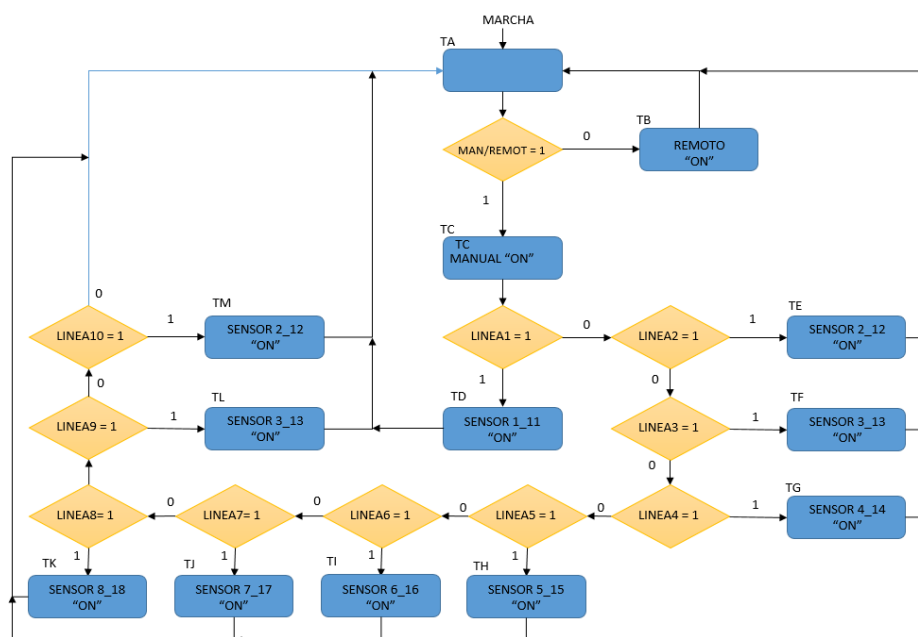 MARCHA
TA
MAN/REMOT = 1
0
TB
REMOTO
“ON”
1
TC
TC
MANUAL “ON”
0
LINEA10 = 1
1
TM
SENSOR 2_12
“ON”
LINEA1 = 1
0
LINEA2 = 1
1
TE
SENSOR 2_12
“ON”
0
1
0
LINEA9 = 1
1
TL
SENSOR 3_13
“ON”
TD
SENSOR 1_11
“ON”
LINEA3 = 1
1
TF
SENSOR 3_13
“ON”
0
LINEA8= 1
0
LINEA7= 1
0
LINEA6 = 1
0
LINEA5 = 1
0
LINEA4 = 1
1
TG
SENSOR 4_14
“ON”
1
TK
SENSOR 8_18
“ON”
1
TJ
SENSOR 7_17
“ON”
1
TI
SENSOR 6_16
“ON”
1
TH
SENSOR 5_15
“ON”